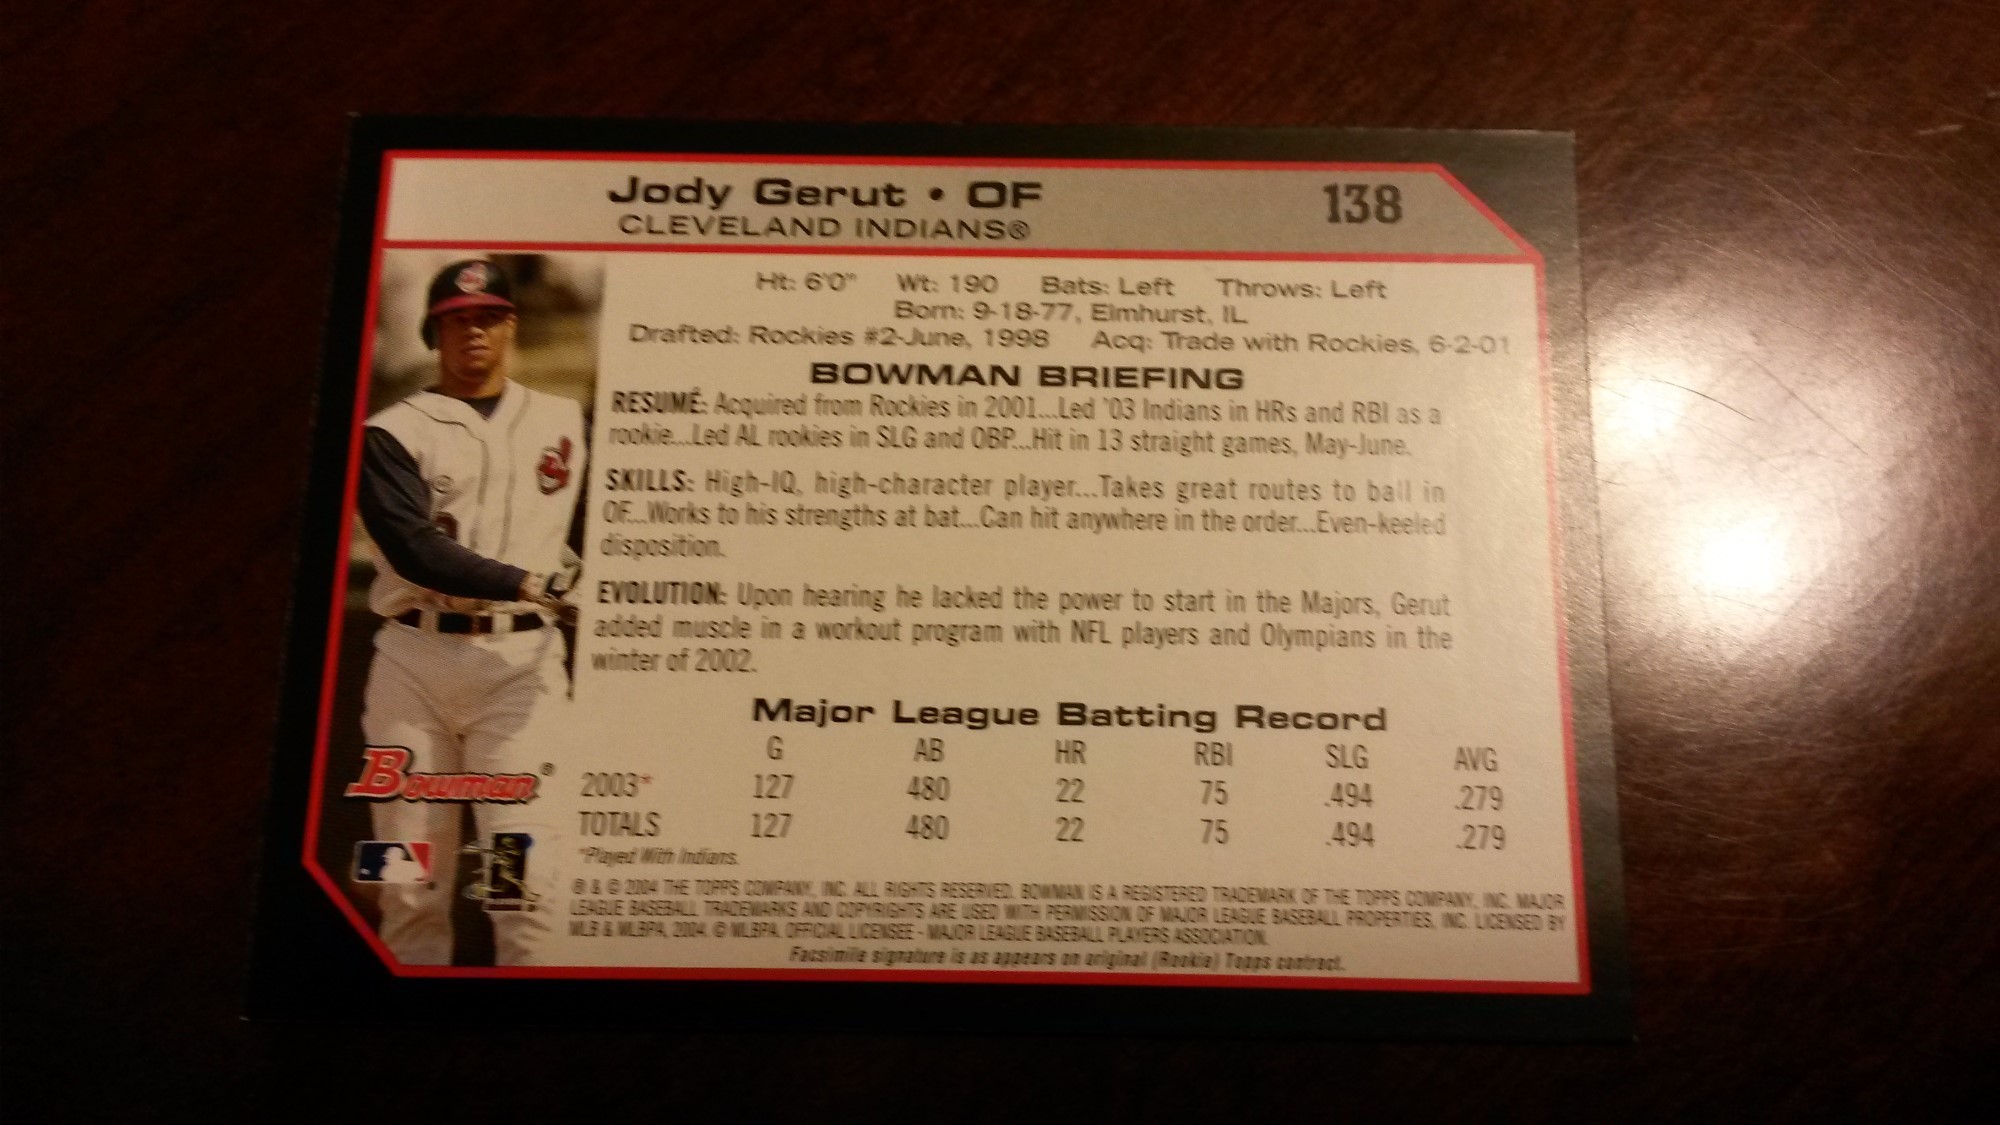 Jody Gerut • OF
138
CLEVELAND INDIANS®
Ht: 6'0" Wt: 190 Bats: Left Throws: Left
Born: 9-18-77, Elmhurst, IL
Drafted: Rockies #2-June, 1998 Acq: Trade with Rockies, 6-2-01
BOWMAN BRIEFING
RESUMÉ: Acquired from Rockies in 2001...Led '03 Indians in HRs and RBI as a
rookie...Led AL rookies in SLG and OBP...Hit in 13 straight games, May-June.
SKILLS: High-IQ, high-character player...Takes great routes to ball in
OF...Works to his strengths at bat...Can hit anywhere in the order...Even-keeled
disposition.
EVOLUTION: Upon hearing he lacked the power to start in the Majors, Gerut
added muscle in a workout program with NFL players and Olympians in the
winter of 2002.
Major League Batting Record
G AB HR RBI SLG AVG
2003* 127 480 22 75 .494 .279
TOTALS 127 480 22 75 .494 .279
*Played With Indians.
Bowman®
® & © 2004 THE TOPPS COMPANY, INC. ALL RIGHTS RESERVED. BOWMAN IS A REGISTERED TRADEMARK OF THE TOPPS COMPANY, INC. MAJOR
LEAGUE BASEBALL TRADEMARKS AND COPYRIGHTS ARE USED WITH PERMISSION OF MAJOR LEAGUE BASEBALL PROPERTIES, INC. LICENSED BY
MLB & MLBPA, 2004. © MLBPA. OFFICIAL LICENSEE - MAJOR LEAGUE BASEBALL PLAYERS ASSOCIATION.
Facsimile signature is as appears on original (Rookie) Topps contract.